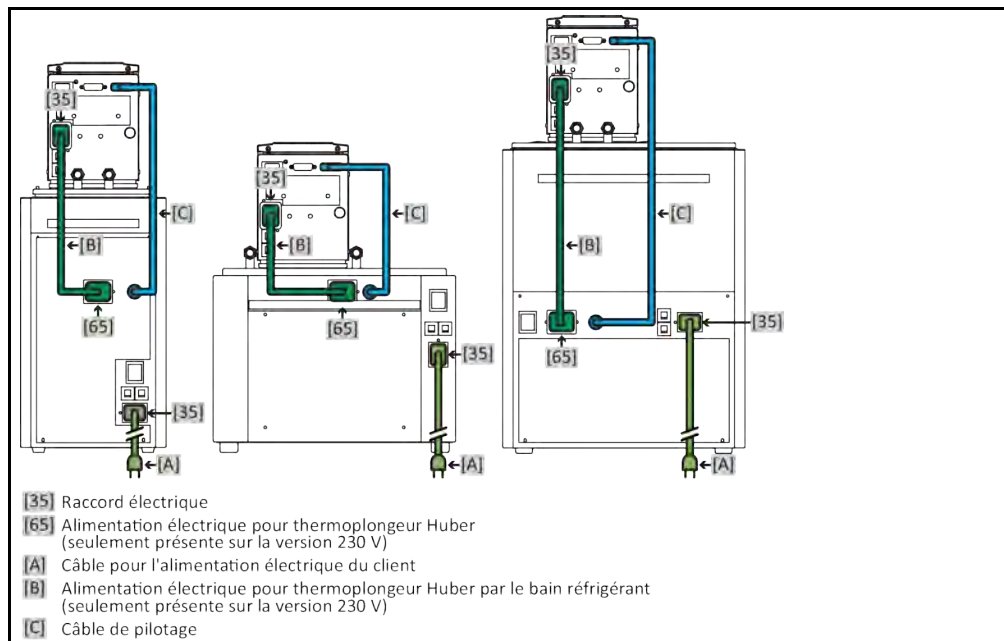 [35]
[35]
[35]
[C]
[C]
[C]
[B]
[B]
[B]
[65]
[65]
[65]
[35]
[35]
[35]
[A]
[A]
[A]
[35] Raccord électrique
[65] Alimentation électrique pour thermoplongeur Huber
(seulement présente sur la version 230 V)
[A] Câble pour l'alimentation électrique du client
[B] Alimentation électrique pour thermoplongeur Huber par le bain réfrigérant
(seulement présente sur la version 230 V)
[C] Câble de pilotage